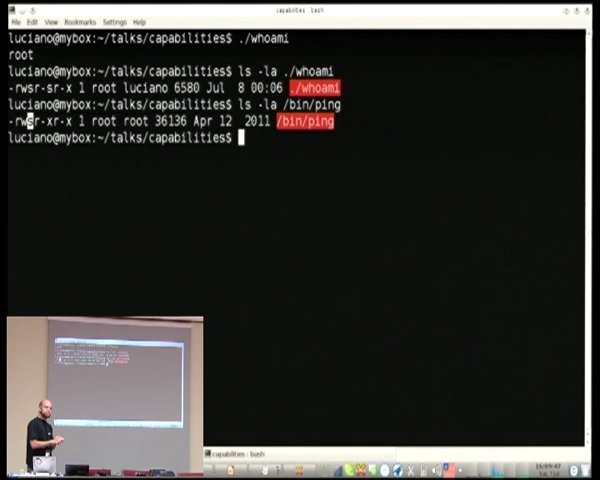 capabilities : bash
File Edit View Bookmarks Settings Help
luciano@mybox:~/talks/capabilities$ ./whoami
root
luciano@mybox:~/talks/capabilities$ ls -la ./whoami
-rwsr-sr-x 1 root luciano 6580 Jul  8 00:06 ./whoami
luciano@mybox:~/talks/capabilities$ ls -la /bin/ping
-rwsr-xr-x 1 root root 36136 Apr 12  2011 /bin/ping
luciano@mybox:~/talks/capabilities$
capabilities : bash
16:09:47